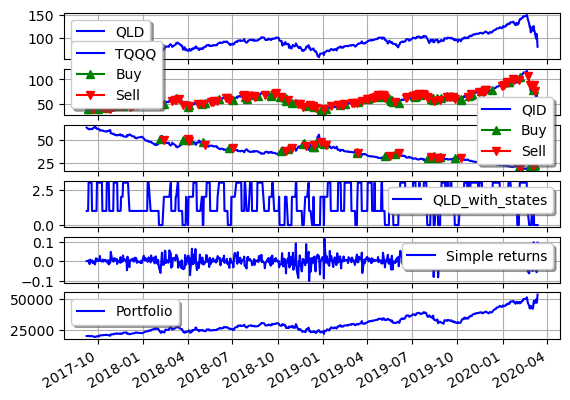 150
100
QLD
100
50
TQQQ
Buy
Sell
50
25
QID
Buy
Sell
2.5
0.0
QLD_with_states
0.1
0.0
−0.1
Simple returns
50000
25000
Portfolio
2017-10
2018-01
2018-04
2018-07
2018-10
2019-01
2019-04
2019-07
2019-10
2020-01
2020-04